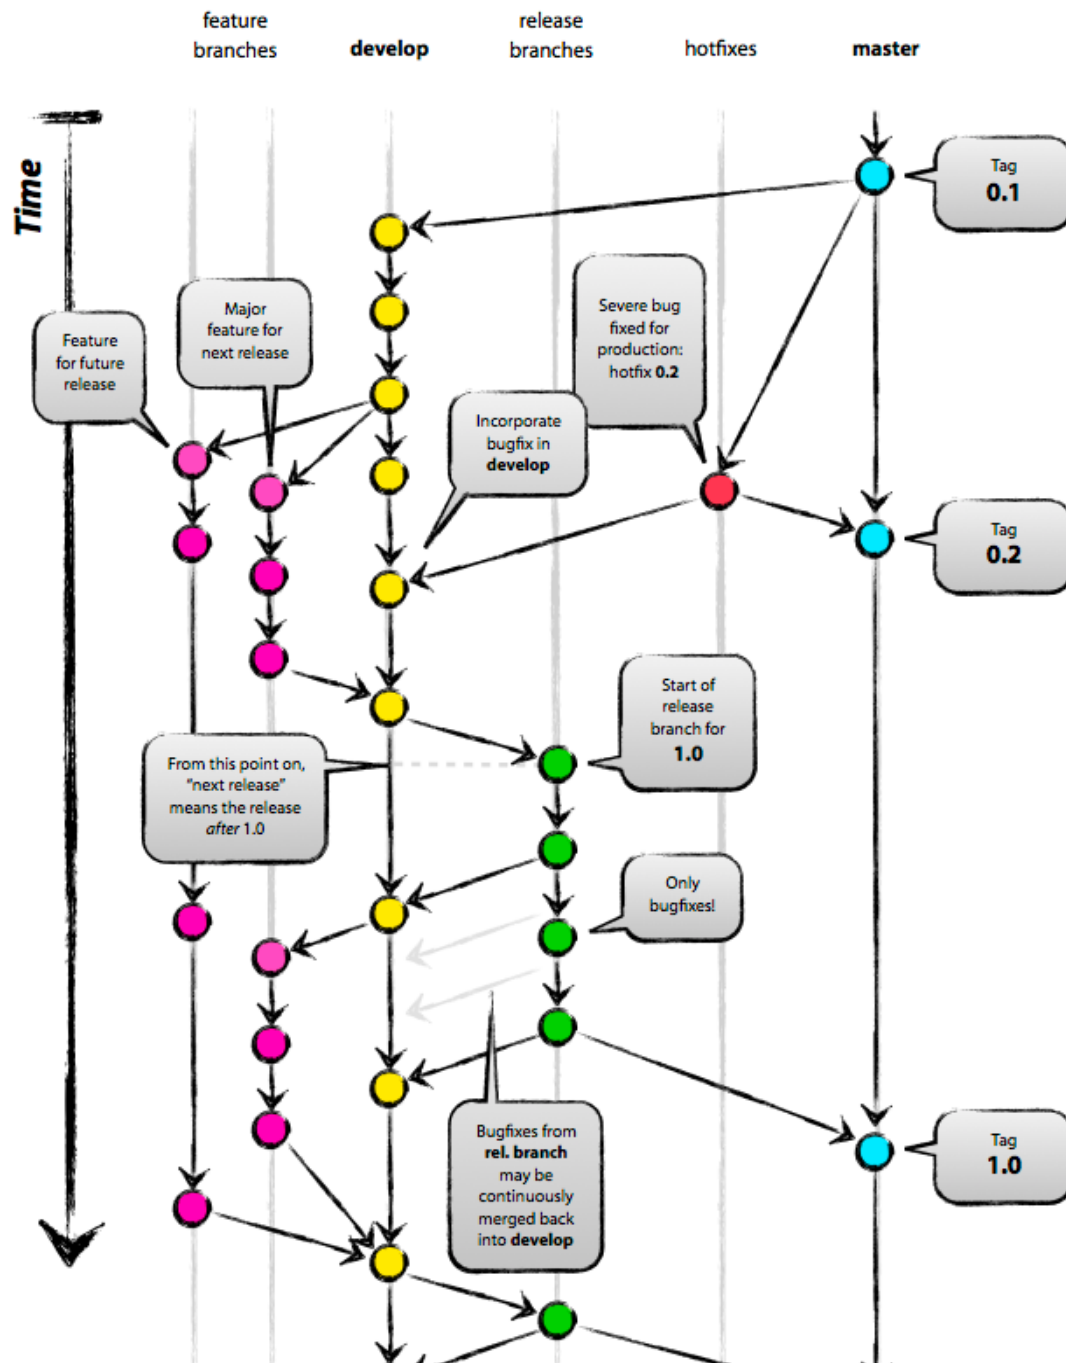 feature
branches
develop
release
branches
hotfixes
master
Time
Tag
0.1
Major
feature for
next release
Feature
for future
release
Severe bug
fixed for
production:
hotfix 0.2
Incorporate
bugfix in
develop
Tag
0.2
Start of
release
branch for
1.0
From this point on,
“next release”
means the release
after 1.0
Only
bugfixes!
Bugfixes from
rel. branch
may be
continuously
merged back
into develop
Tag
1.0